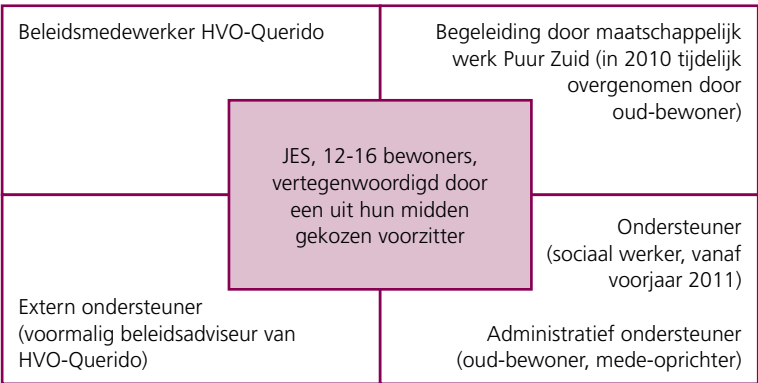 Beleidsmedewerker HVO-Querido
Begeleiding door maatschappelijk
werk Puur Zuid (in 2010 tijdelijk
overgenomen door
oud-bewoner)
JES, 12-16 bewoners,
vertegenwoordigd door
een uit hun midden
gekozen voorzitter
Extern ondersteuner
(voormalig beleidsadviseur van
HVO-Querido)
Ondersteuner
(sociaal werker, vanaf
voorjaar 2011)
Administratief ondersteuner
(oud-bewoner, mede-oprichter)